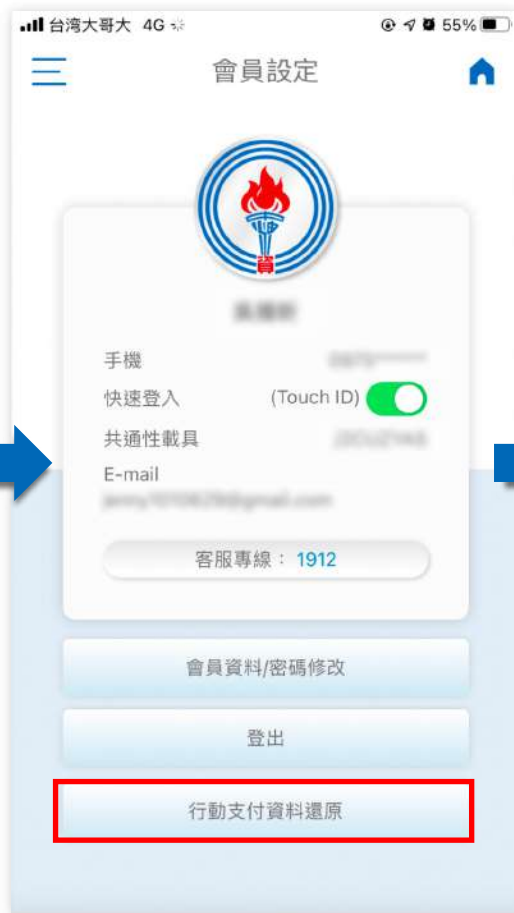 台湾大哥大 4G 55%
會員設定
資
手機
快速登入 (Touch ID)
共通性載具
E-mail
客服專線：1912
會員資料/密碼修改
登出
行動支付資料還原